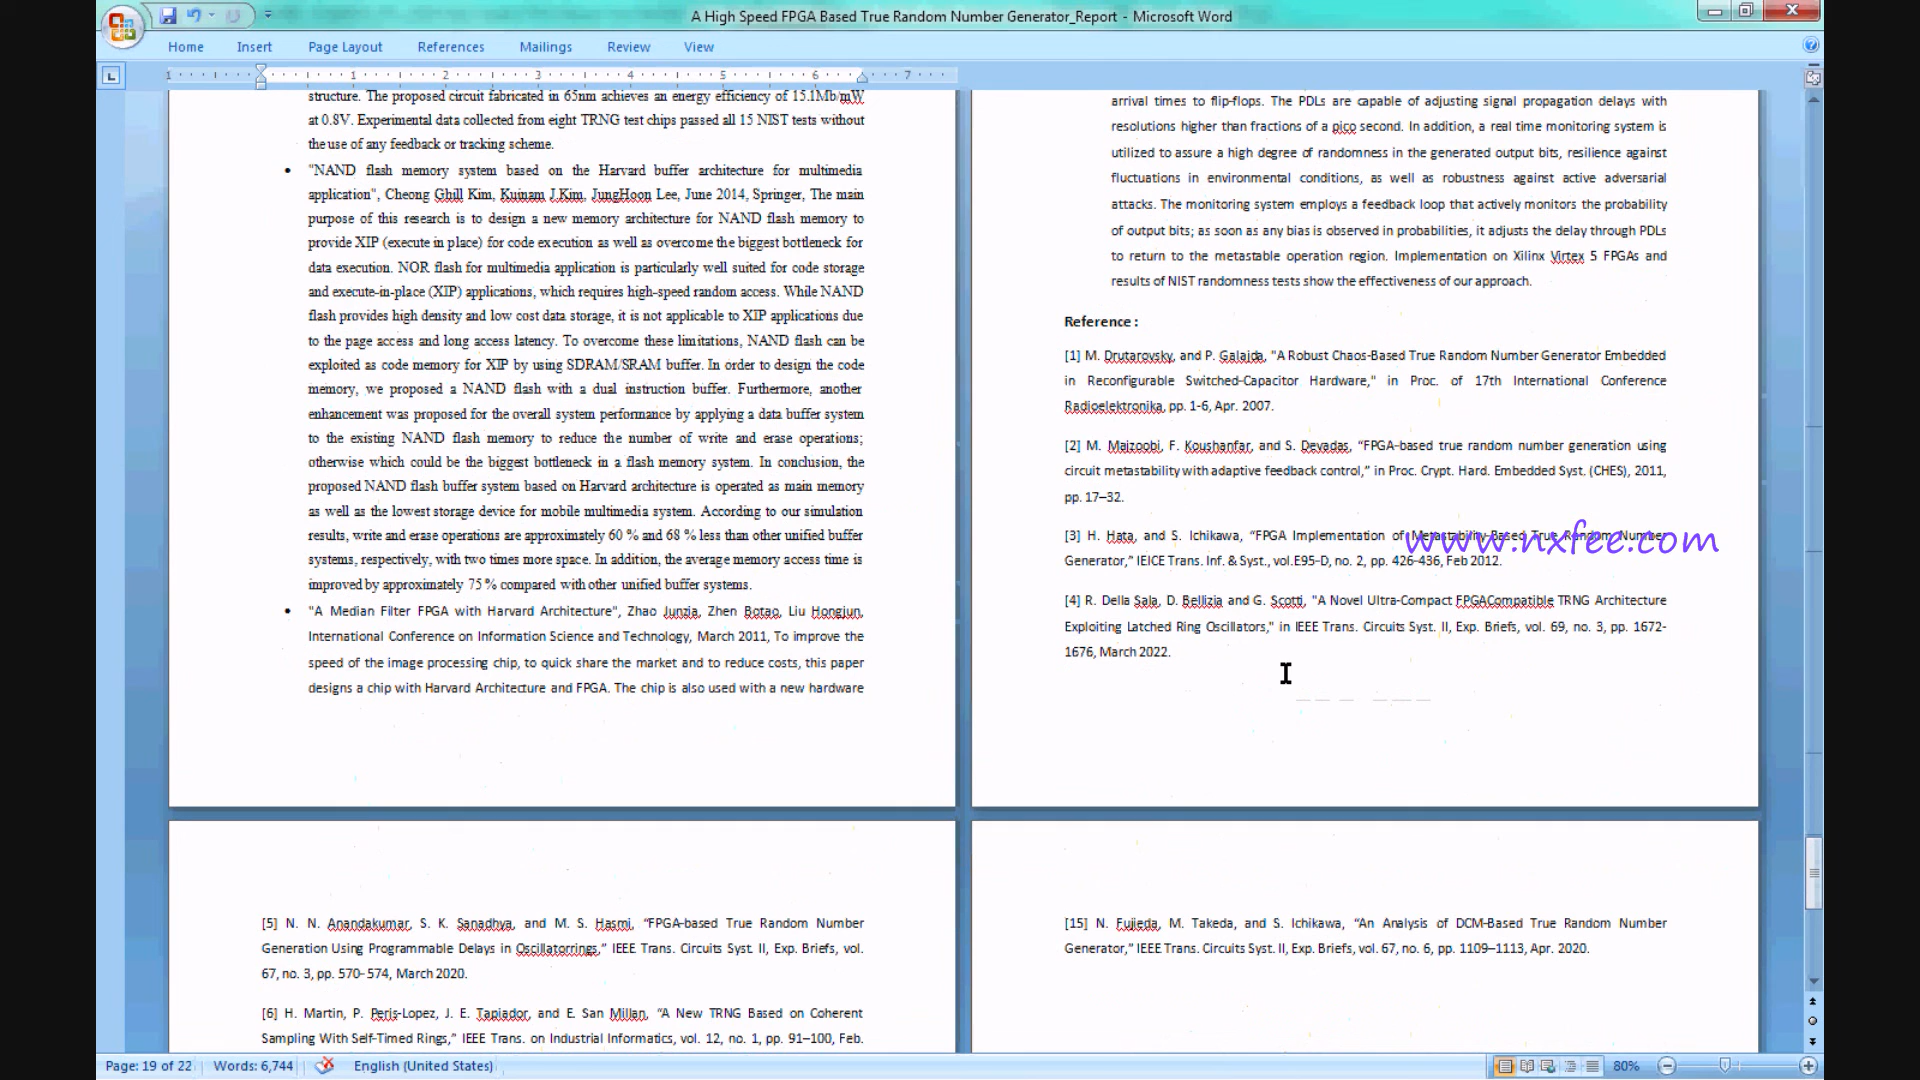 A High Speed FPGA Based True Random Number Generator_Report - Microsoft Word
Home Insert Page Layout References Mailings Review View
1 1 2 3 4 5 6 7
structure. The proposed circuit fabricated in 65nm achieves an energy efficiency of 15.1Mb/mW
at 0.8V. Experimental data collected from eight TRNG test chips passed all 15 NIST tests without
the use of any feedback or tracking scheme.
• "NAND flash memory system based on the Harvard buffer architecture for multimedia
application", Cheong Ghill Kim, Kuinam J.Kim, JungHoon Lee, June 2014, Springer, The main
purpose of this research is to design a new memory architecture for NAND flash memory to
provide XIP (execute in place) for code execution as well as overcome the biggest bottleneck for
data execution. NOR flash for multimedia application is particularly well suited for code storage
and execute-in-place (XIP) applications, which requires high-speed random access. While NAND
flash provides high density and low cost data storage, it is not applicable to XIP applications due
to the page access and long access latency. To overcome these limitations, NAND flash can be
exploited as code memory for XIP by using SDRAM/SRAM buffer. In order to design the code
memory, we proposed a NAND flash with a dual instruction buffer. Furthermore, another
enhancement was proposed for the overall system performance by applying a data buffer system
to the existing NAND flash memory to reduce the number of write and erase operations;
otherwise which could be the biggest bottleneck in a flash memory system. In conclusion, the
proposed NAND flash buffer system based on Harvard architecture is operated as main memory
as well as the lowest storage device for mobile multimedia system. According to our simulation
results, write and erase operations are approximately 60 % and 68 % less than other unified buffer
systems, respectively, with two times more space. In addition, the average memory access time is
improved by approximately 75 % compared with other unified buffer systems.
• "A Median Filter FPGA with Harvard Architecture", Zhao Junzia, Zhen Botao, Liu Hongjun,
International Conference on Information Science and Technology, March 2011, To improve the
speed of the image processing chip, to quick share the market and to reduce costs, this paper
designs a chip with Harvard Architecture and FPGA. The chip is also used with a new hardware
arrival times to flip-flops. The PDLs are capable of adjusting signal propagation delays with
resolutions higher than fractions of a pico second. In addition, a real time monitoring system is
utilized to assure a high degree of randomness in the generated output bits, resilience against
fluctuations in environmental conditions, as well as robustness against active adversarial
attacks. The monitoring system employs a feedback loop that actively monitors the probability
of output bits; as soon as any bias is observed in probabilities, it adjusts the delay through PDLs
to return to the metastable operation region. Implementation on Xilinx Virtex 5 FPGAs and
results of NIST randomness tests show the effectiveness of our approach.
Reference :
[1] M. Drutarovsky, and P. Galajda, "A Robust Chaos-Based True Random Number Generator Embedded
in Reconfigurable Switched-Capacitor Hardware," in Proc. of 17th International Conference
Radioelektronika, pp. 1-6, Apr. 2007.
[2] M. Majzoobi, F. Koushanfar, and S. Devadas, “FPGA-based true random number generation using
circuit metastability with adaptive feedback control,” in Proc. Crypt. Hard. Embedded Syst. (CHES), 2011,
pp. 17–32.
[3] H. Hata, and S. Ichikawa, “FPGA Implementation of Metastability-Based True Random Number
www.nxfee.com
Generator,” IEICE Trans. Inf. & Syst., vol.E95-D, no. 2, pp. 426-436, Feb 2012.
[4] R. Della Sala, D. Bellizia and G. Scotti, "A Novel Ultra-Compact FPGACompatible TRNG Architecture
Exploiting Latched Ring Oscillators," in IEEE Trans. Circuits Syst. II, Exp. Briefs, vol. 69, no. 3, pp. 1672-
1676, March 2022.
[5] N. N. Anandakumar, S. K. Sanadhya, and M. S. Hasmi, “FPGA-based True Random Number
Generation Using Programmable Delays in Oscillatorrings,” IEEE Trans. Circuits Syst. II, Exp. Briefs, vol.
67, no. 3, pp. 570- 574, March 2020.
[6] H. Martin, P. Peris-Lopez, J. E. Tapiador, and E. San Millan, “A New TRNG Based on Coherent
Sampling With Self-Timed Rings,” IEEE Trans. on Industrial Informatics, vol. 12, no. 1, pp. 91–100, Feb.
[15] N. Fujieda, M. Takeda, and S. Ichikawa, “An Analysis of DCM-Based True Random Number
Generator,” IEEE Trans. Circuits Syst. II, Exp. Briefs, vol. 67, no. 6, pp. 1109–1113, Apr. 2020.
Page: 19 of 22 Words: 6,744 English (United States) 80%